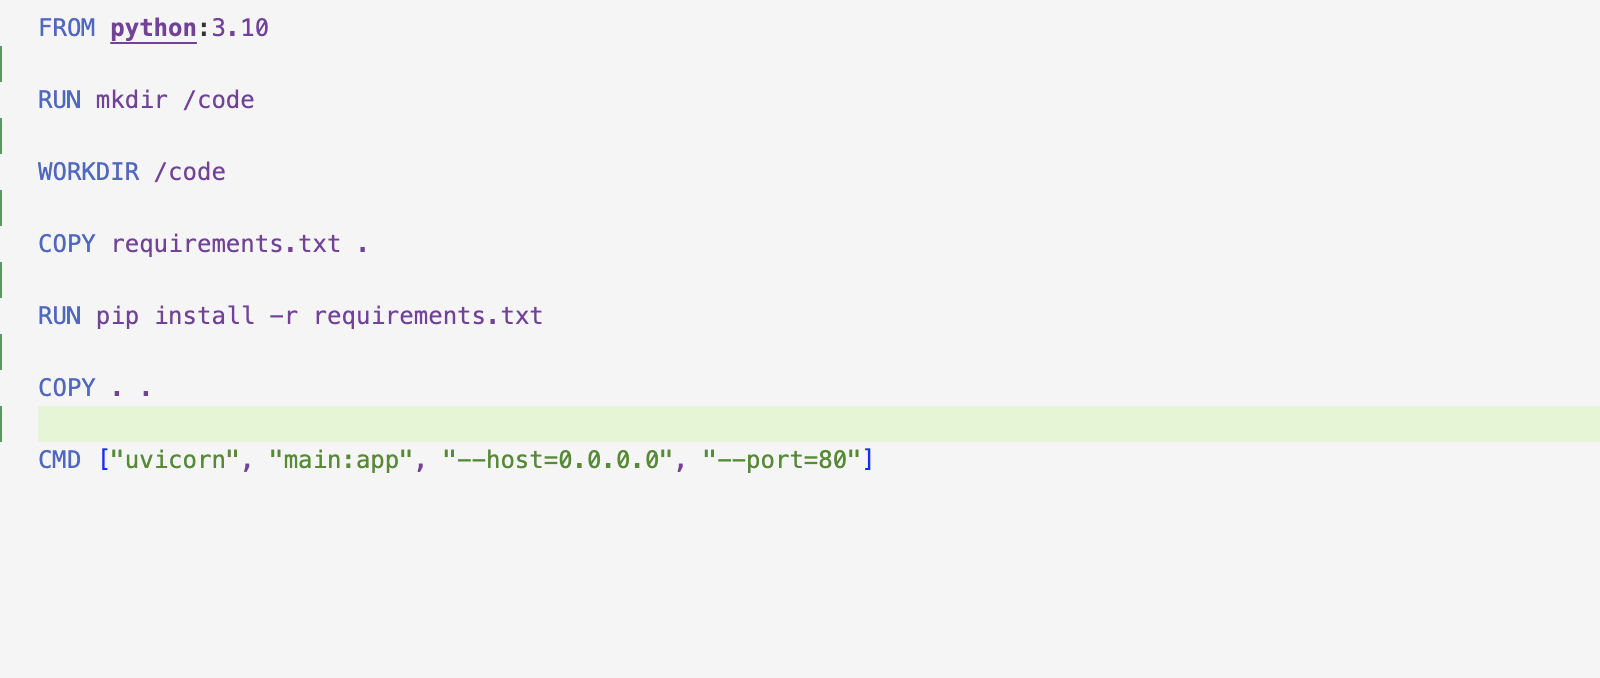 FROM python:3.10
RUN mkdir /code
WORKDIR /code
COPY requirements.txt .
RUN pip install -r requirements.txt
COPY . .
CMD ["uvicorn", "main:app", "--host=0.0.0.0", "--port=80"]